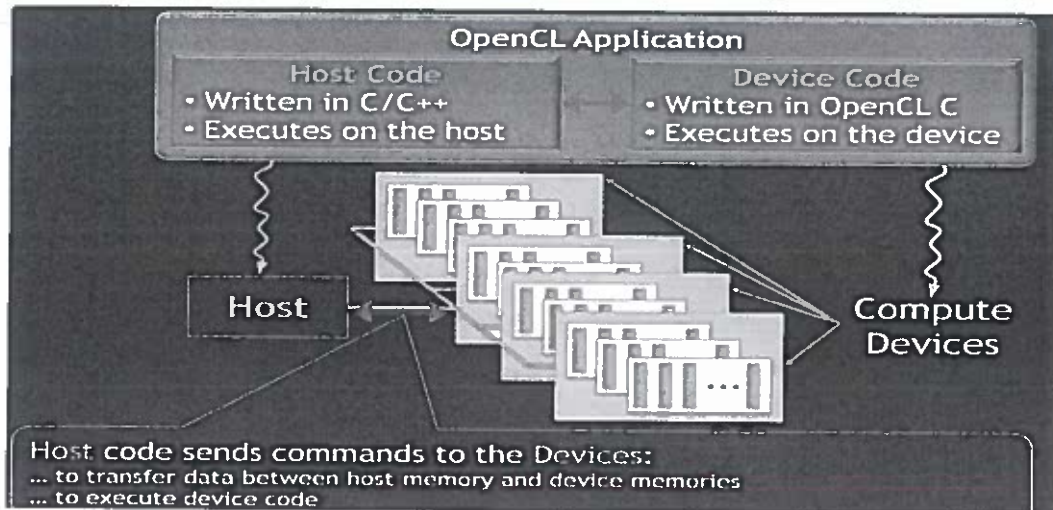 OpenCL Application
Host Code
• Written in C/C++
• Executes on the host
Device Code
• Written in OpenCL C
• Executes on the device
Host
Compute
Devices
Host code sends commands to the Devices:
... to transfer data between host memory and device memories
... to execute device code